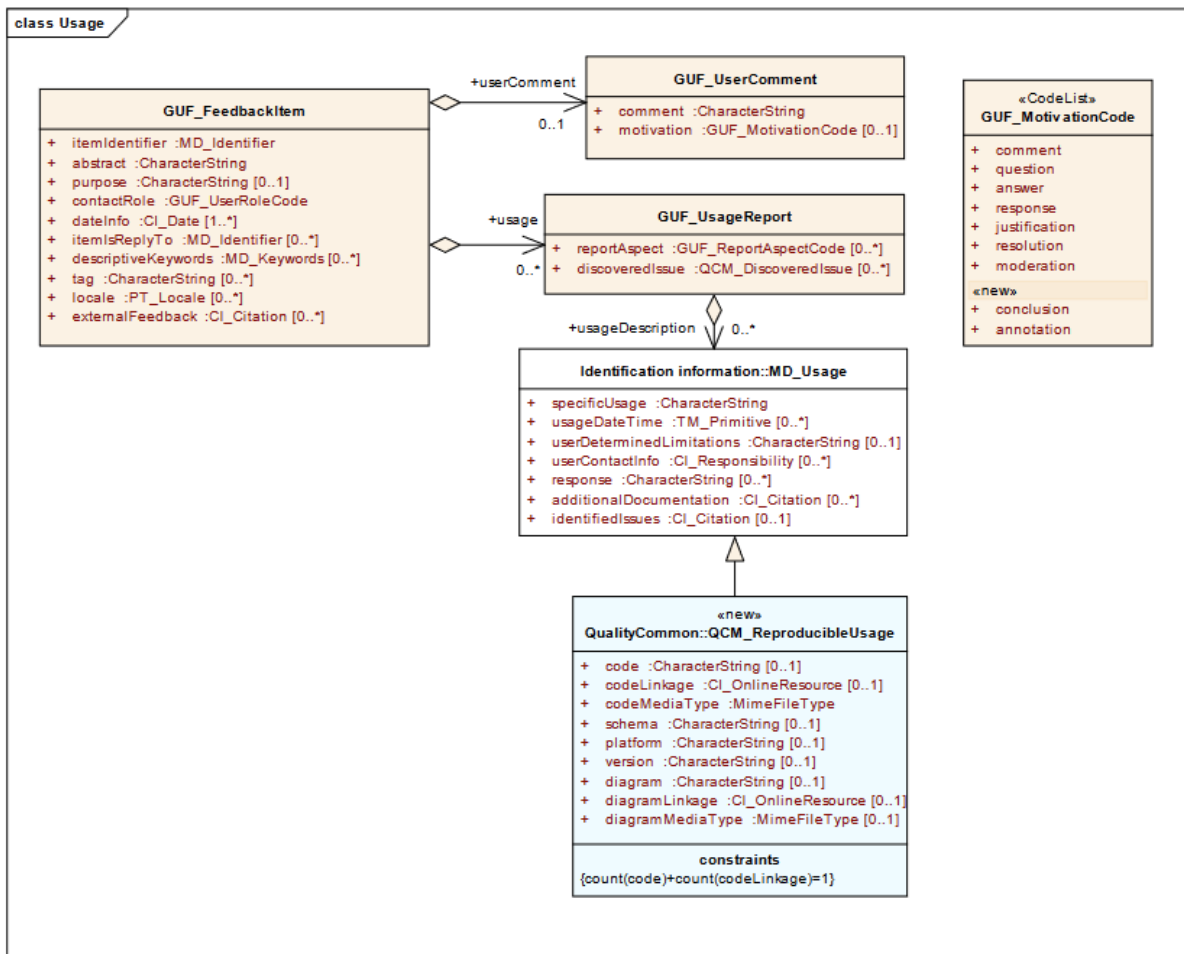 class Usage
GUF_FeedbackItem
+ itemIdentifier :MD_Identifier
+ abstract :CharacterString
+ purpose :CharacterString [0..1]
+ contactRole :GUF_UserRoleCode
+ dateInfo :CI_Date [1..*]
+ itemIsReplyTo :MD_Identifier [0..*]
+ descriptiveKeywords :MD_Keywords [0..*]
+ tag :CharacterString [0..*]
+ locale :PT_Locale [0..*]
+ externalFeedback :CI_Citation [0..*]
+userComment
0..1
GUF_UserComment
+ comment :CharacterString
+ motivation :GUF_MotivationCode [0..1]
«CodeList»
GUF_MotivationCode
+ comment
+ question
+ answer
+ response
+ justification
+ resolution
+ moderation
«new»
+ conclusion
+ annotation
+usage
0..*
GUF_UsageReport
+ reportAspect :GUF_ReportAspectCode [0..*]
+ discoveredIssue :QCM_DiscoveredIssue [0..*]
+usageDescription 0..*
Identification information::MD_Usage
+ specificUsage :CharacterString
+ usageDateTime :TM_Primitive [0..*]
+ userDeterminedLimitations :CharacterString [0..1]
+ userContactInfo :CI_Responsibility [0..*]
+ response :CharacterString [0..*]
+ additionalDocumentation :CI_Citation [0..*]
+ identifiedIssues :CI_Citation [0..1]
«new»
QualityCommon::QCM_ReproducibleUsage
+ code :CharacterString [0..1]
+ codeLinkage :CI_OnlineResource [0..1]
+ codeMediaType :MimeFileType
+ schema :CharacterString [0..1]
+ platform :CharacterString [0..1]
+ version :CharacterString [0..1]
+ diagram :CharacterString [0..1]
+ diagramLinkage :CI_OnlineResource [0..1]
+ diagramMediaType :MimeFileType [0..1]
constraints
{count(code)+count(codeLinkage)=1}